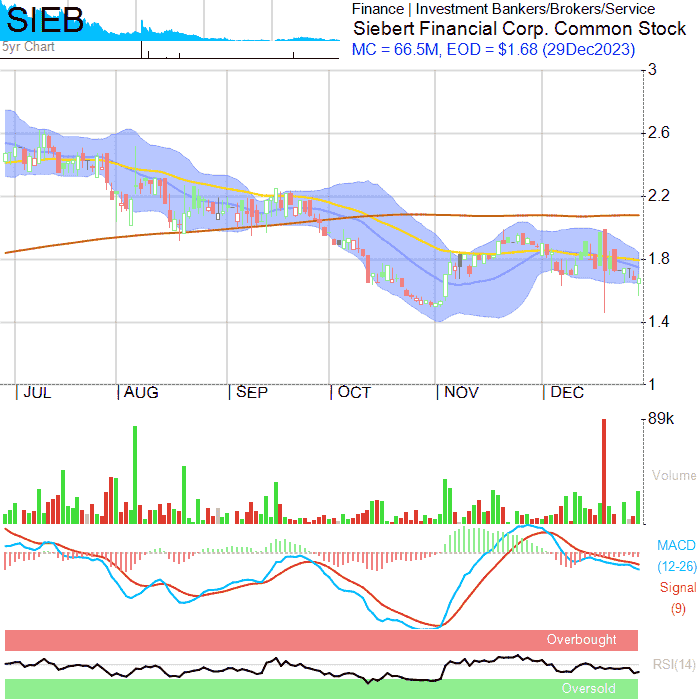 SIEB
5yr Chart
Finance | Investment Bankers/Brokers/Service
Siebert Financial Corp. Common Stock
MC = 66.5M, EOD = $1.68 (29Dec2023)
3
2.6
2.2
1.8
1.4
1
JUL AUG SEP OCT NOV DEC
89k
Volume
MACD
(12-26)
Signal
(9)
Overbought
RSI(14)
Oversold